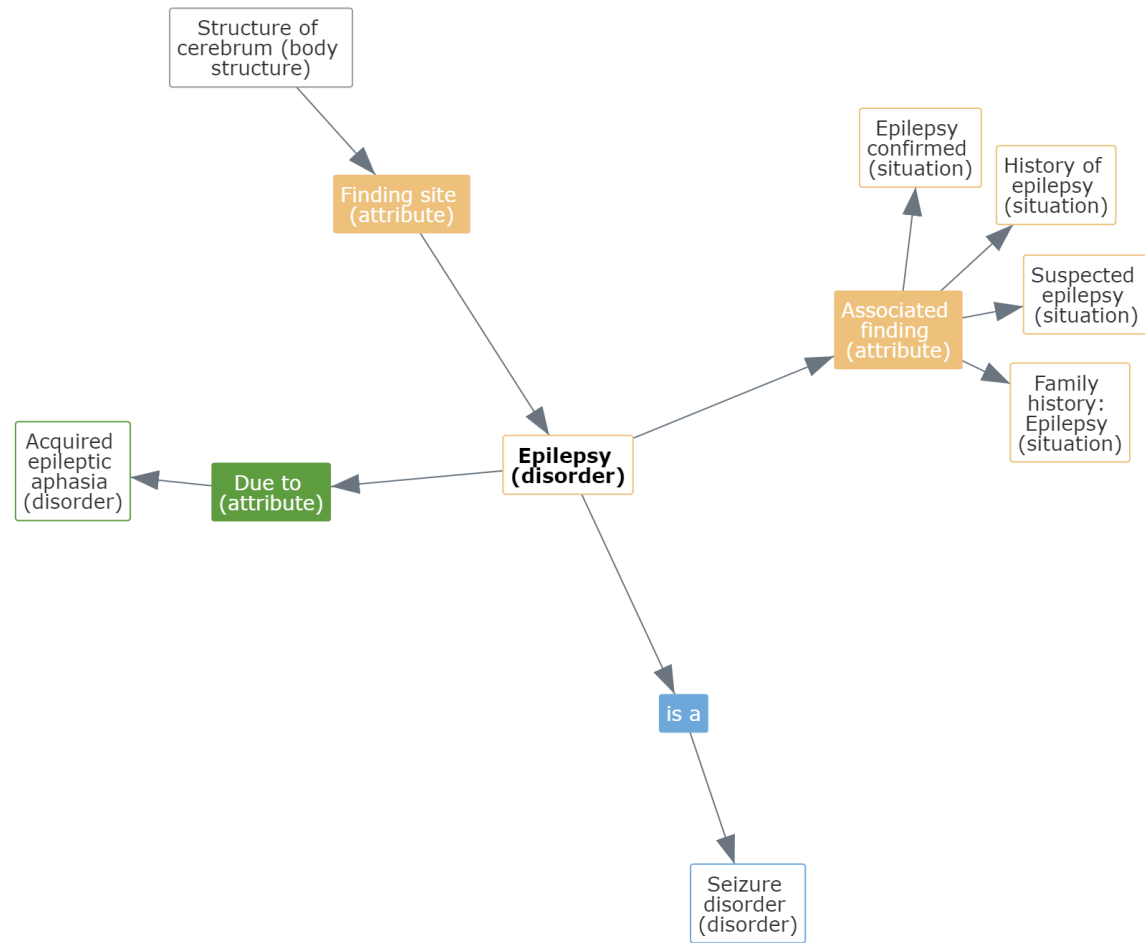 Structure of
cerebrum (body
structure)
Finding site
(attribute)
Epilepsy
confirmed
(situation)
History of
epilepsy
(situation)
Suspected
epilepsy
(situation)
Associated
finding
(attribute)
Family
history:
Epilepsy
(situation)
Acquired
epileptic
aphasia
(disorder)
Due to
(attribute)
Epilepsy
(disorder)
is a
Seizure
disorder
(disorder)